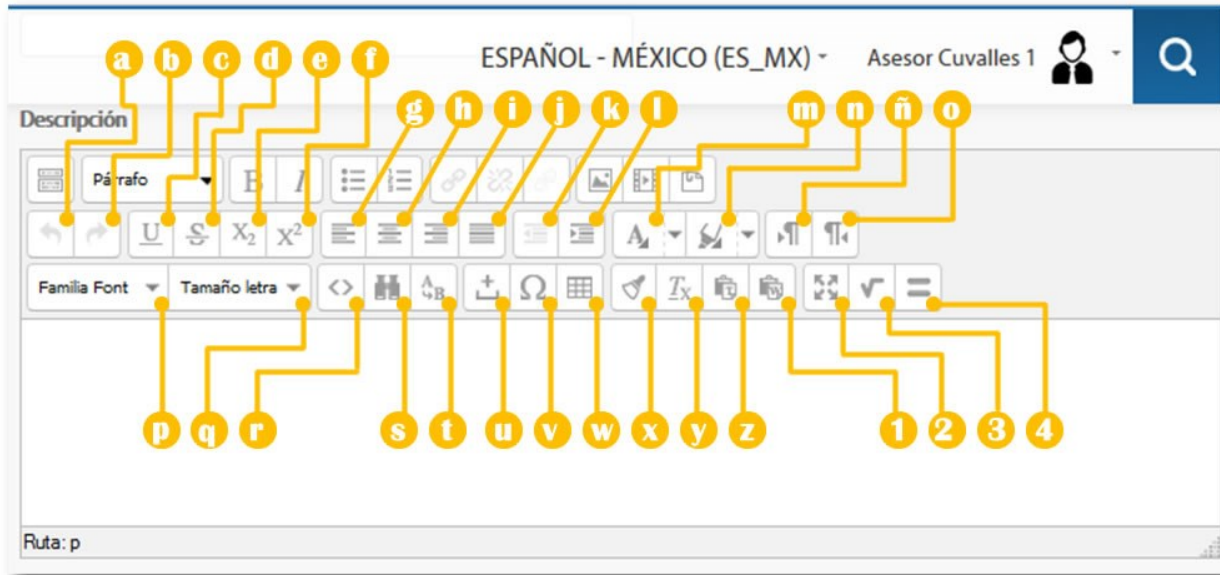 ESPAÑOL - MÉXICO (ES_MX)
Asesor Cuvalles 1
a b c d e f
g h i j k l m n ñ o
Descripción
Párrafo B I
U S X₂ X² A
Familia Font Tamaño letra <> A B Ω Tx T W
p q r s t u v w x y z 1 2 3 4
Ruta: p